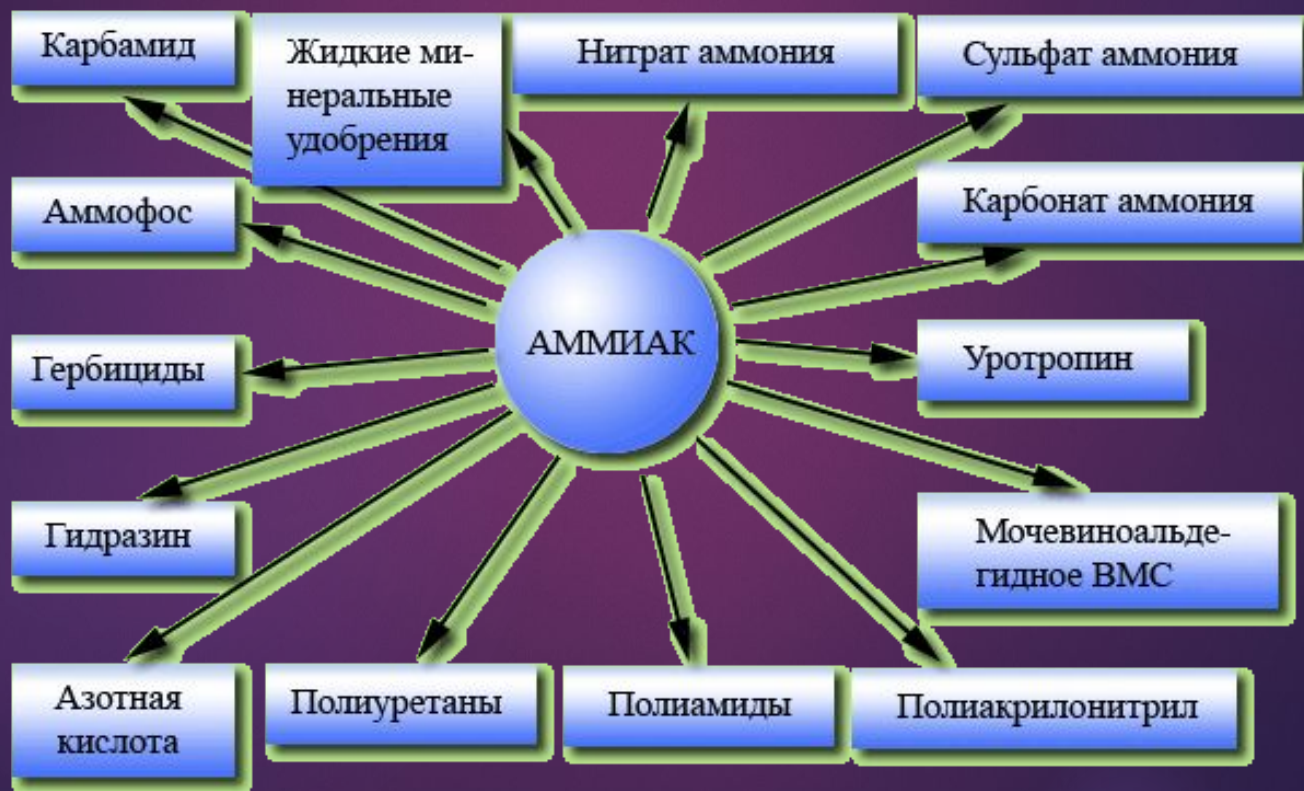 Карбамид
Жидкие ми-
неральные
удобрения
Нитрат аммония
Сульфат аммония
Аммофос
Карбонат аммония
АММИАК
Гербициды
Уротропин
Гидразин
Мочевиноальде-
гидное ВМС
Азотная
кислота
Полиуретаны
Полиамиды
Полиакрилонитрил